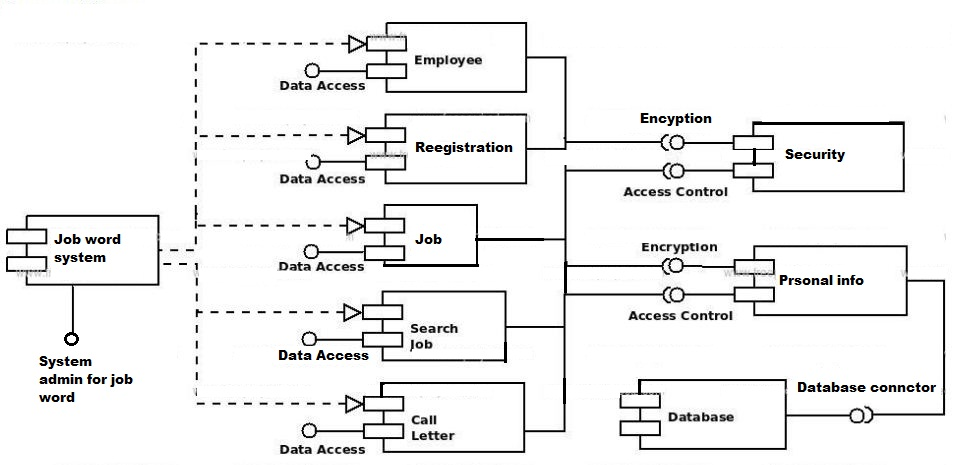 Employee
Data Access
Encyption
Reegistration
Data Access
Security
Access Control
Job word
system
Job
Data Access
Encryption
Prsonal info
Access Control
System
admin for job
word
Search
Job
Data Access
Database connctor
Database
Call
Letter
Data Access